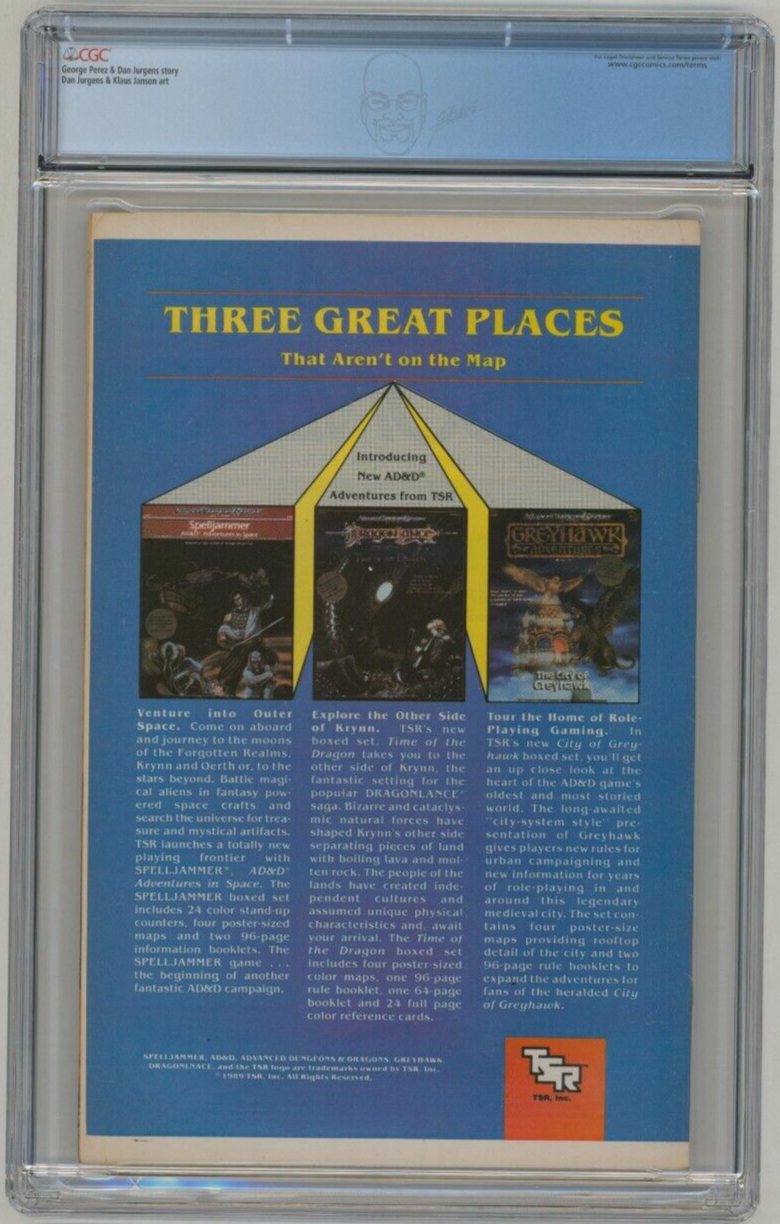 CGC
George Perez & Dan Jurgens story
Dan Jurgens & Klaus Janson art
www.cgccomics.com/terms
THREE GREAT PLACES
That Aren't on the Map
Introducing
New AD&D®
Adventures from TSR
Spelljammer
AD&D Adventures in Space
DRAGONLANCE
Time of the Dragon
GREYHAWK
ADVENTURES
The City of
Greyhawk
Venture into Outer
Space. Come on aboard
and journey to the moons
of the Forgotten Realms,
Krynn and Oerth or, to the
stars beyond. Battle magi-
cal aliens in fantasy pow-
ered space crafts and
search the universe for trea-
sure and mystical artifacts.
TSR launches a totally new
playing frontier with
SPELLJAMMER™, AD&D®
Adventures in Space. The
SPELLJAMMER boxed set
includes 24 color stand-up
counters, four poster-sized
maps and two 96-page
information booklets. The
SPELLJAMMER game . . .
the beginning of another
fantastic AD&D campaign.
Explore the Other Side
of Krynn. TSR's new
boxed set, Time of the
Dragon takes you to the
other side of Krynn, the
fantastic setting for the
popular DRAGONLANCE®
saga. Bizarre and cataclys-
mic natural forces have
shaped Krynn's other side
separating pieces of land
with boiling lava and mol-
ten rock. The people of the
lands have created inde-
pendent cultures and
assumed unique physical
characteristics and, await
your arrival. The Time of
the Dragon boxed set
includes four poster-sized
color maps, one 96-page
rule booklet, one 64-page
booklet and 24 full page
color reference cards.
Tour the Home of Role-
Playing Gaming. In
TSR's new City of Grey-
hawk boxed set, you'll get
an up close look at the
heart of the AD&D game's
oldest and most storied
world. The long-awaited
"city-system style" pre-
sentation of Greyhawk
gives players new rules for
urban campaigning and
new information for years
of role-playing in and
around this legendary
medieval city. The set con-
tains four poster-size
maps providing rooftop
detail of the city and two
96-page rule booklets to
expand the adventures for
fans of the heralded City
of Greyhawk.
SPELLJAMMER, AD&D, ADVANCED DUNGEONS & DRAGONS, GREYHAWK,
DRAGONLNACE, and the TSR logo are trademarks owned by TSR, Inc.
©1989 TSR, Inc. All Rights Reserved.
TSR
TSR, Inc.